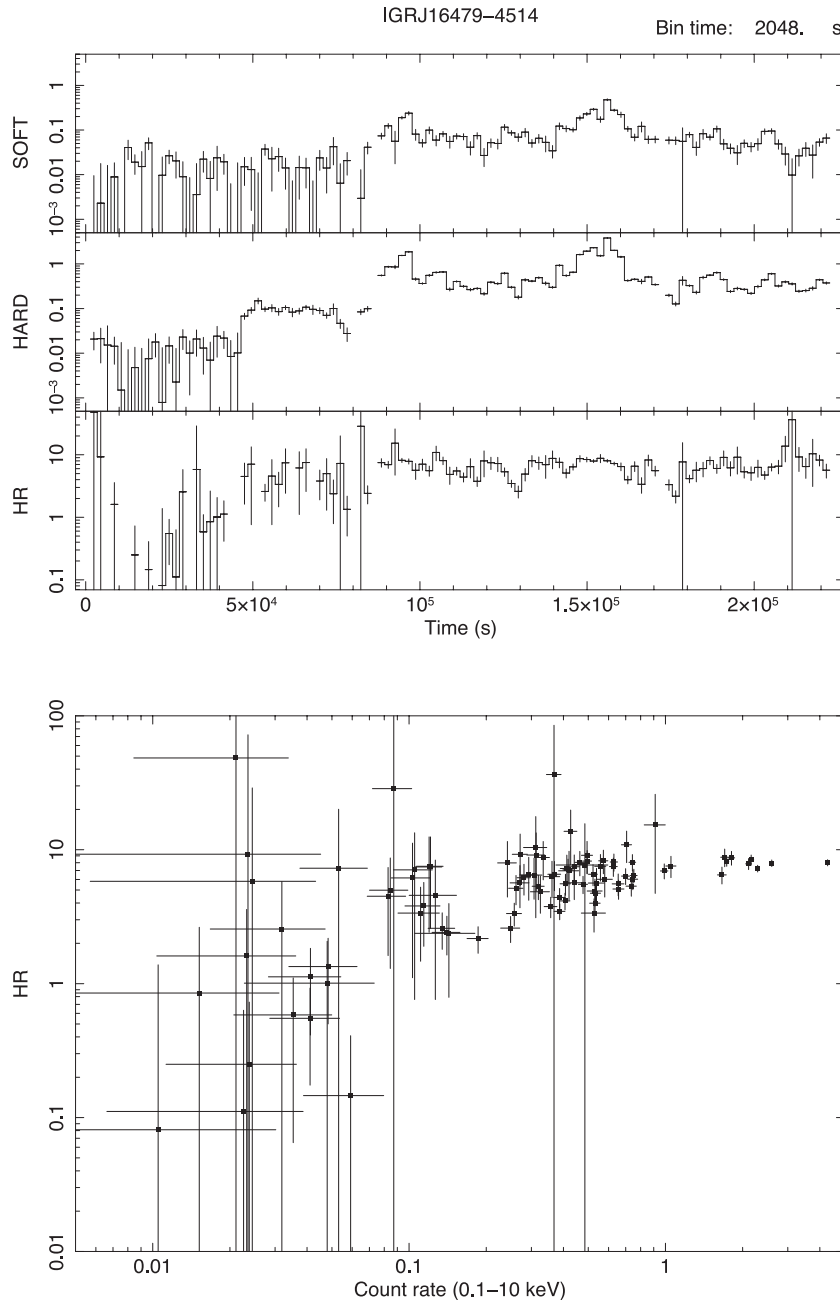 IGRJ16479−4514
Bin time: 2048. s
SOFT
1
0.1
0.01
10⁻³
HARD
1
0.1
0.01
10⁻³
HR
10
1
0.1
0 5×10⁴ 10⁵ 1.5×10⁵ 2×10⁵
Time (s)
HR
100
10
1
0.1
0.01
0.01 0.1 1
Count rate (0.1–10 keV)